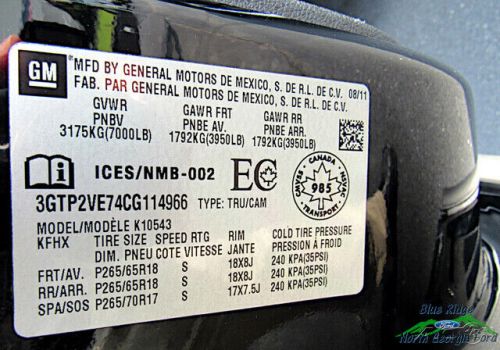 GM
*MFD BY GENERAL MOTORS DE MEXICO, S. DE R.L. DE C.V. 08/11
FAB. PAR GENERAL MOTORS DE MEXICO, S. DE R.L. DE C.V.
GVWR GAWR FRT GAWR RR
PNBV PNBE AV. PNBE ARR.
3175KG(7000LB) 1792KG(3950LB) 1792KG(3950LB)
ICES/NMB-002 EC
CANADA
CMVSS 985 NSVAC
TRANSPORT
3GTP2VE74CG114966 TYPE: TRU/CAM
MODEL/MODÈLE K10543
KFHX TIRE SIZE SPEED RTG RIM COLD TIRE PRESSURE
DIM. PNEU COTE VITESSE JANTE PRESSION À FROID
FRT/AV. P265/65R18 S 18X8J 240 KPA(35PSI)
RR/ARR. P265/65R18 S 18X8J 240 KPA(35PSI)
SPA/SOS P265/70R17 S 17X7.5J 240 KPA(35PSI)
Blue Ridge
North Georgia Ford